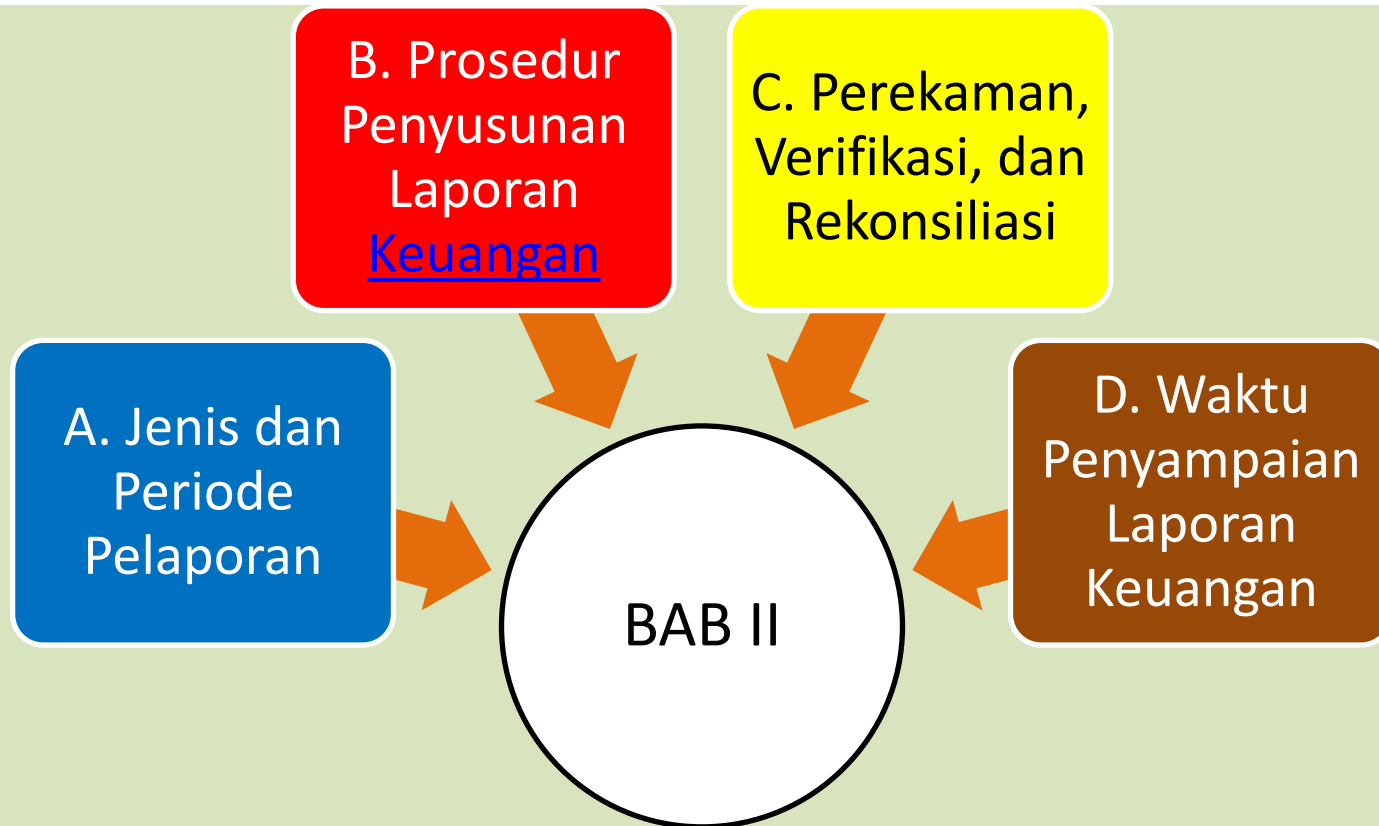 B. Prosedur
Penyusunan
Laporan
Keuangan
C. Perekaman,
Verifikasi, dan
Rekonsiliasi
A. Jenis dan
Periode
Pelaporan
D. Waktu
Penyampaian
Laporan
Keuangan
BAB II